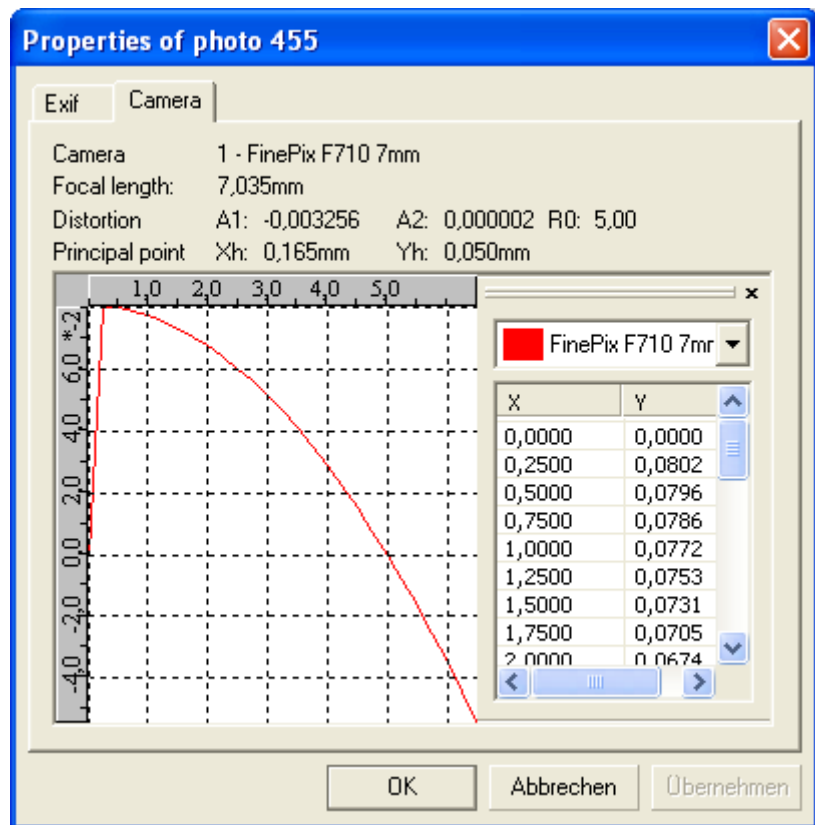 Properties of photo 455
Exif Camera
Camera 1 - FinePix F710 7mm
Focal length: 7,035mm
Distortion A1: -0,003256 A2: 0,000002 R0: 5,00
Principal point Xh: 0,165mm Yh: 0,050mm
1,0 2,0 3,0 4,0 5,0
*-2
6,0
4,0
2,0
0,0
-2,0
-4,0
FinePix F710 7mr
X Y
0,0000 0,0000
0,2500 0,0802
0,5000 0,0796
0,7500 0,0786
1,0000 0,0772
1,2500 0,0753
1,5000 0,0731
1,7500 0,0705
2,0000 0,0674
OK Abbrechen Übernehmen